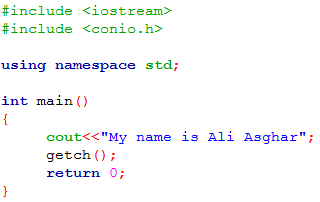 #include <iostream>
#include <conio.h>

using namespace std;

int main()
{
     cout<<"My name is Ali Asghar";
     getch();
     return 0;
}